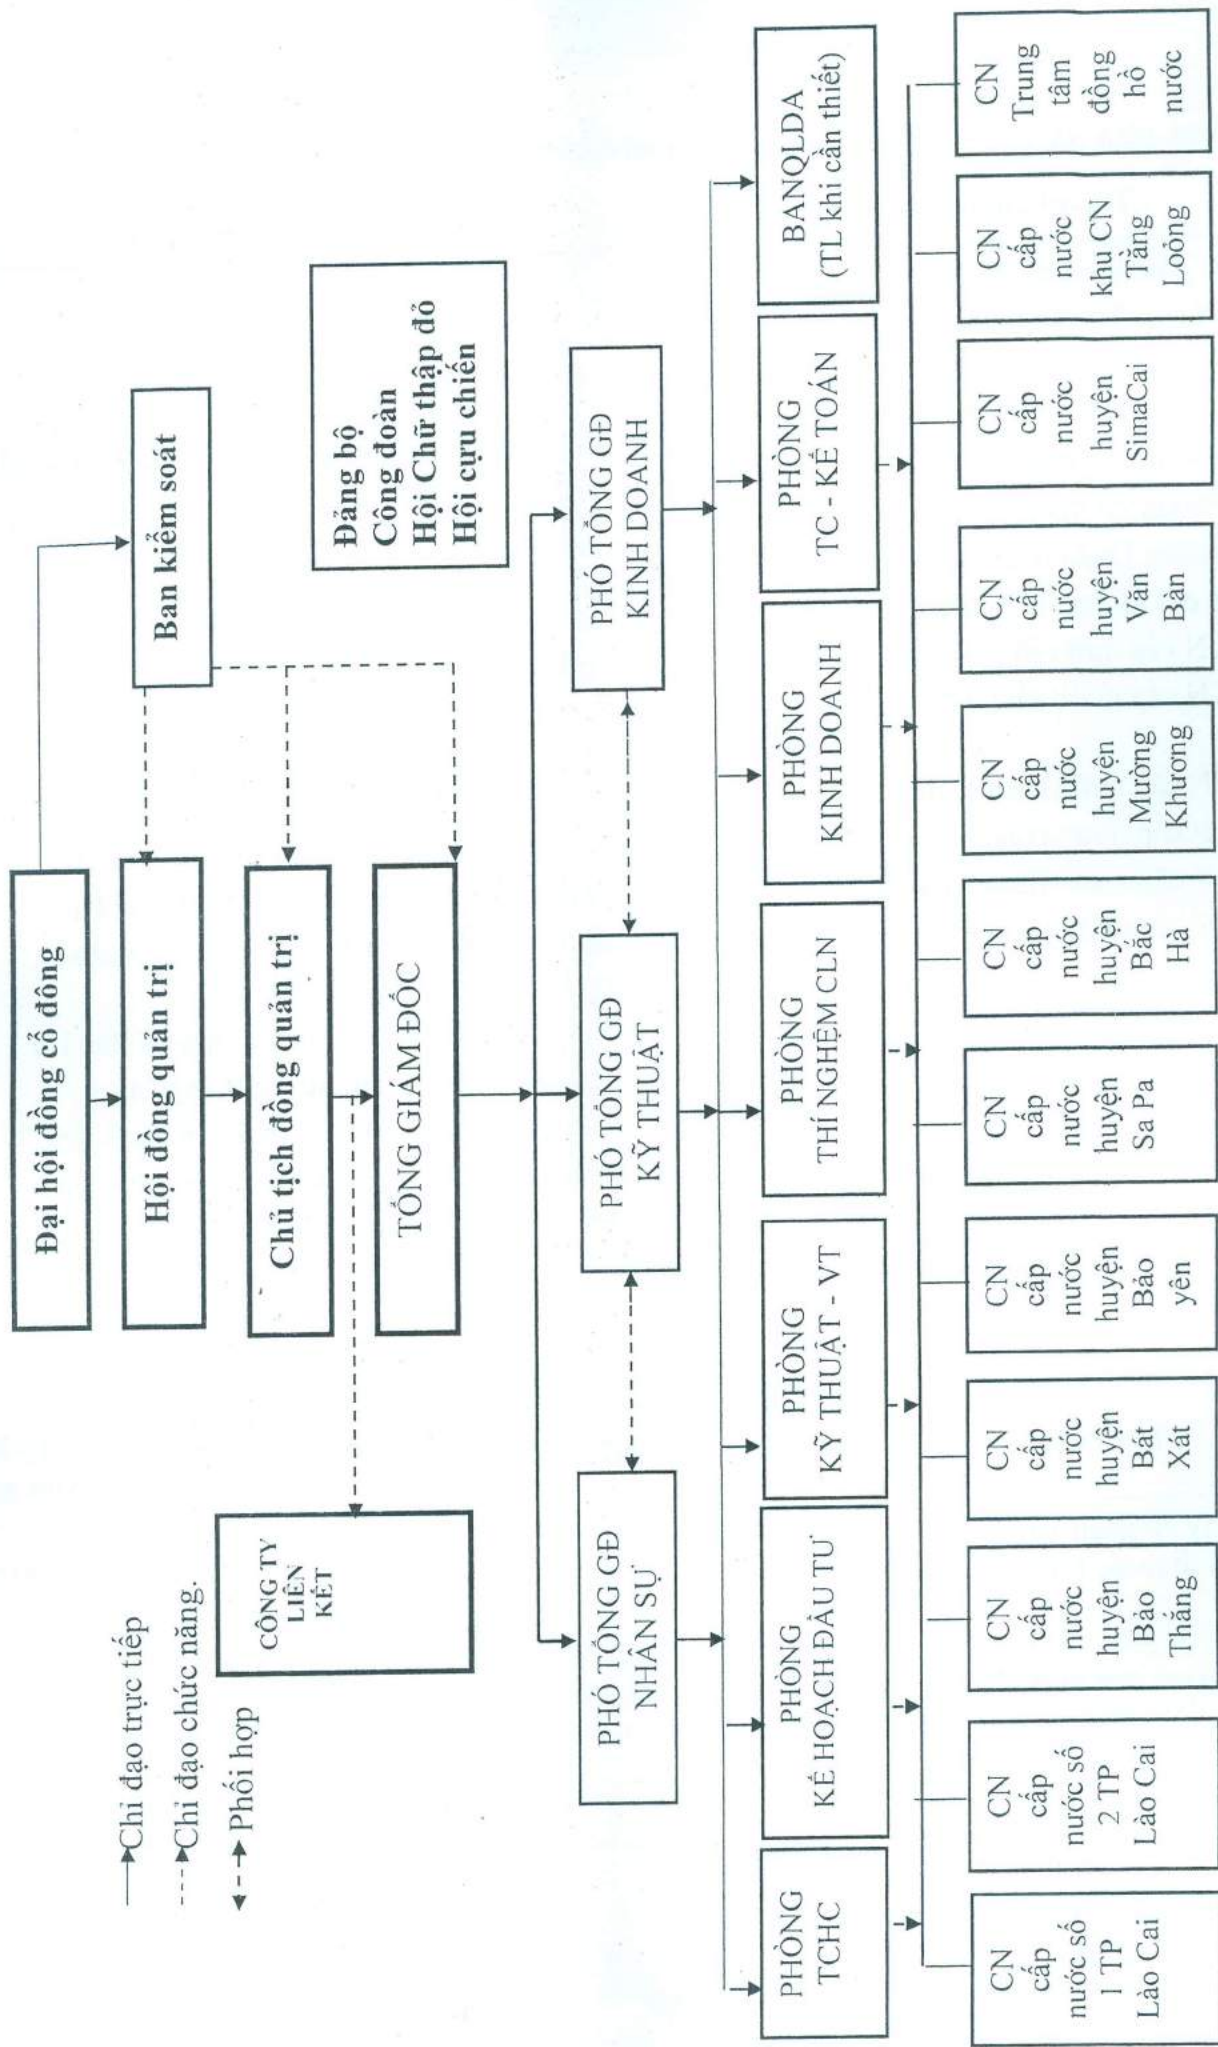 Chỉ đạo trực tiếp
Chỉ đạo chức năng.
Phối hợp
Đại hội đồng cổ đông
Ban kiểm soát
Hội đồng quản trị
Chủ tịch đồng quản trị
TỔNG GIÁM ĐỐC
CÔNG TY
LIÊN
KẾT
Đảng bộ
Công đoàn
Hội Chữ thập đỏ
Hội cựu chiến
PHÓ TỔNG GĐ
NHÂN SỰ
PHÓ TỔNG GĐ
KỸ THUẬT
PHÓ TỔNG GĐ
KINH DOANH
PHÒNG
TCHC
PHÒNG
KẾ HOẠCH ĐẦU TƯ
PHÒNG
KỸ THUẬT - VT
PHÒNG
THÍ NGHỆM CLN
PHÒNG
KINH DOANH
PHÒNG
TC - KẾ TOÁN
BANQLDA
(TL khi cần thiết)
CN
cấp
nước số
1 TP
Lào Cai
CN
cấp
nước số
2 TP
Lào Cai
CN
cấp
nước
huyện
Bảo
Thắng
CN
cấp
nước
huyện
Bát
Xát
CN
cấp
nước
huyện
Bảo
yên
CN
cấp
nước
huyện
Sa Pa
CN
cấp
nước
huyện
Bắc
Hà
CN
cấp
nước
huyện
Mường
Khương
CN
cấp
nước
huyện
Văn
Bàn
CN
cấp
nước
huyện
SimaCai
CN
cấp
nước
khu CN
Tằng
Loỏng
CN
Trung
tâm
đồng
hồ
nước